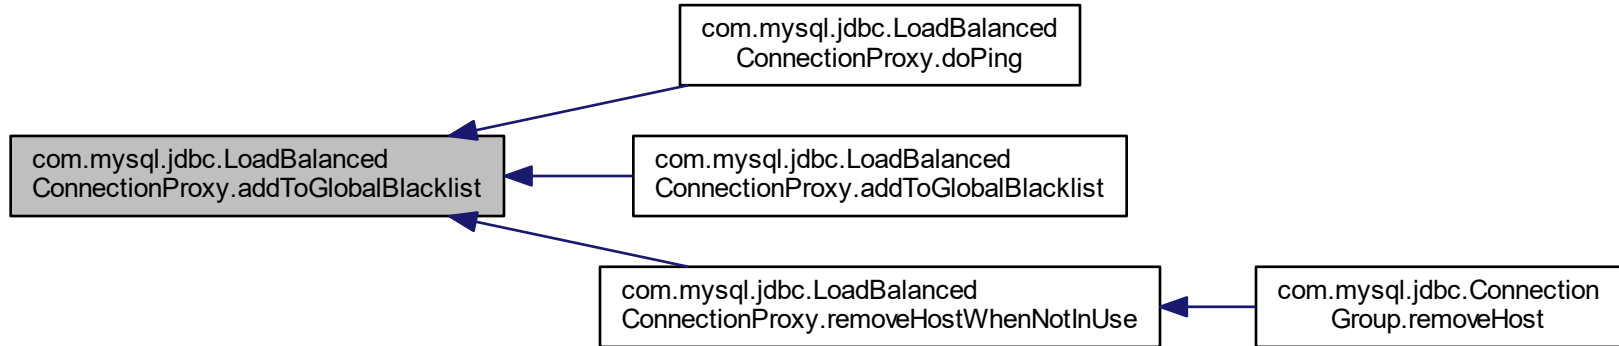 com.mysql.jdbc.LoadBalanced
ConnectionProxy.doPing
com.mysql.jdbc.LoadBalanced
ConnectionProxy.addToGlobalBlacklist
com.mysql.jdbc.LoadBalanced
ConnectionProxy.addToGlobalBlacklist
com.mysql.jdbc.LoadBalanced
ConnectionProxy.removeHostWhenNotInUse
com.mysql.jdbc.Connection
Group.removeHost